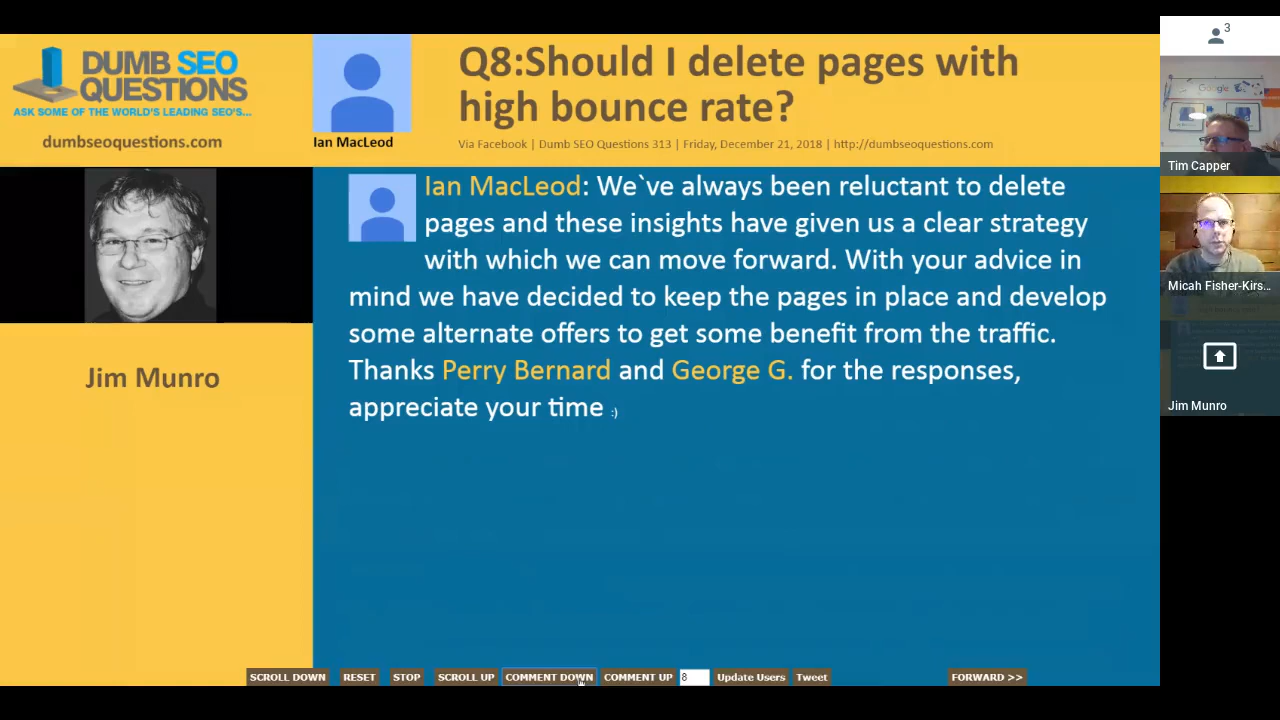 DUMB SEO
QUESTIONS
ASK SOME OF THE WORLD'S LEADING SEO'S...
dumbseoquestions.com
Ian MacLeod
Q8:Should I delete pages with
high bounce rate?
Via Facebook | Dumb SEO Questions 313 | Friday, December 21, 2018 | http://dumbseoquestions.com
Jim Munro
Ian MacLeod: We`ve always been reluctant to delete
pages and these insights have given us a clear strategy
with which we can move forward. With your advice in
mind we have decided to keep the pages in place and develop
some alternate offers to get some benefit from the traffic.
Thanks Perry Bernard and George G. for the responses,
appreciate your time :)
SCROLL DOWN RESET STOP SCROLL UP COMMENT DOWN COMMENT UP 8 Update Users Tweet FORWARD >>
3
Google
Tim Capper
Micah Fisher-Kirs...
Jim Munro